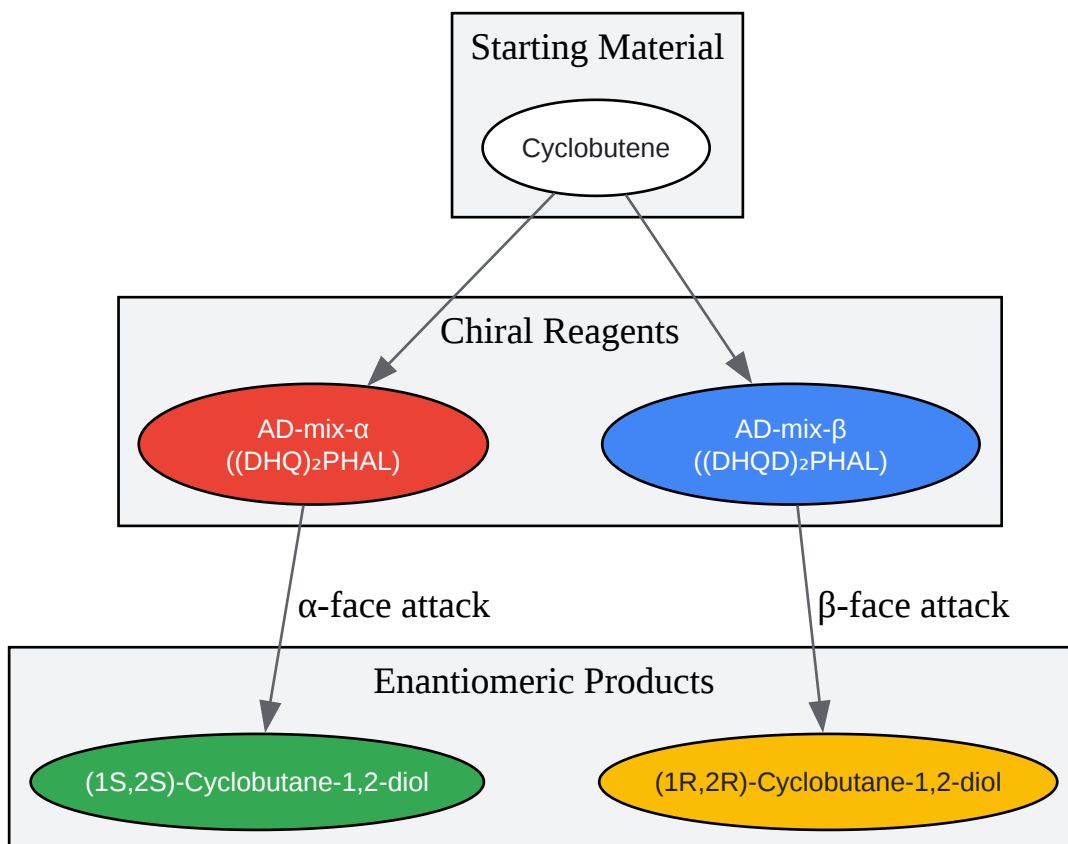 Starting Material
Cyclobutene
Chiral Reagents
AD-mix-α
((DHQ)₂PHAL)
AD-mix-β
((DHQD)₂PHAL)
α-face attack
β-face attack
Enantiomeric Products
(1S,2S)-Cyclobutane-1,2-diol
(1R,2R)-Cyclobutane-1,2-diol